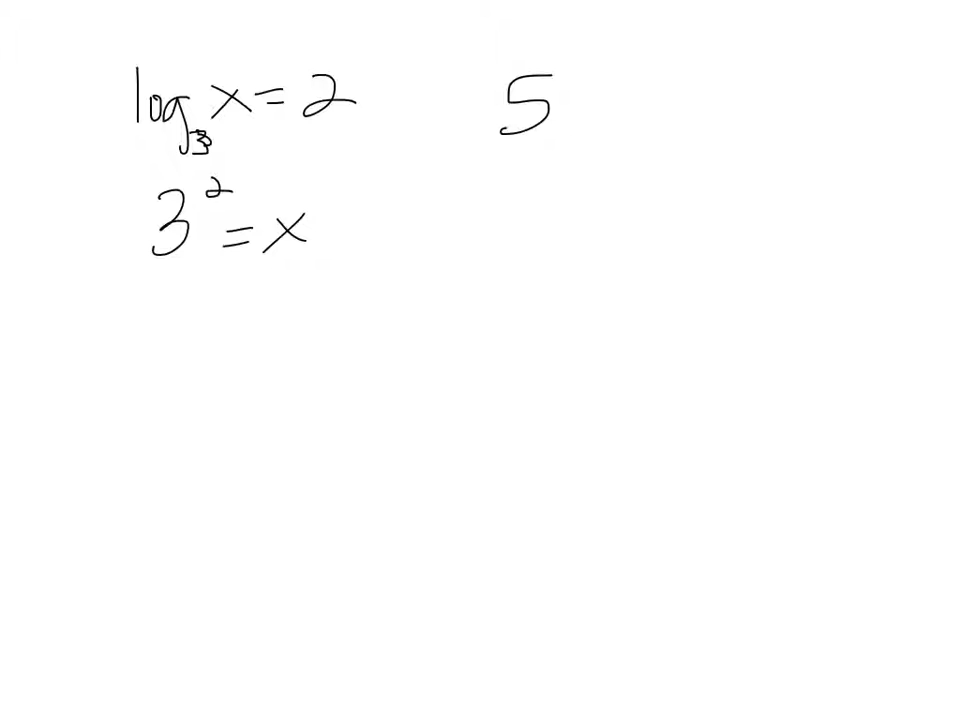 log₃ x = 2 5
3² = x